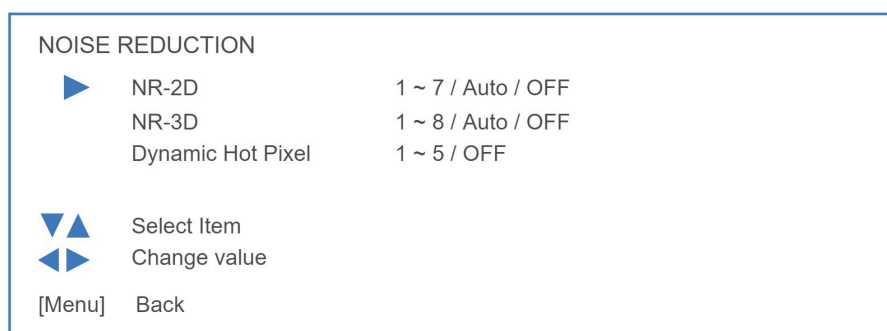 NOISE REDUCTION
NR-2D 1 ~ 7 / Auto / OFF
NR-3D 1 ~ 8 / Auto / OFF
Dynamic Hot Pixel 1 ~ 5 / OFF
Select Item
Change value
[Menu] Back